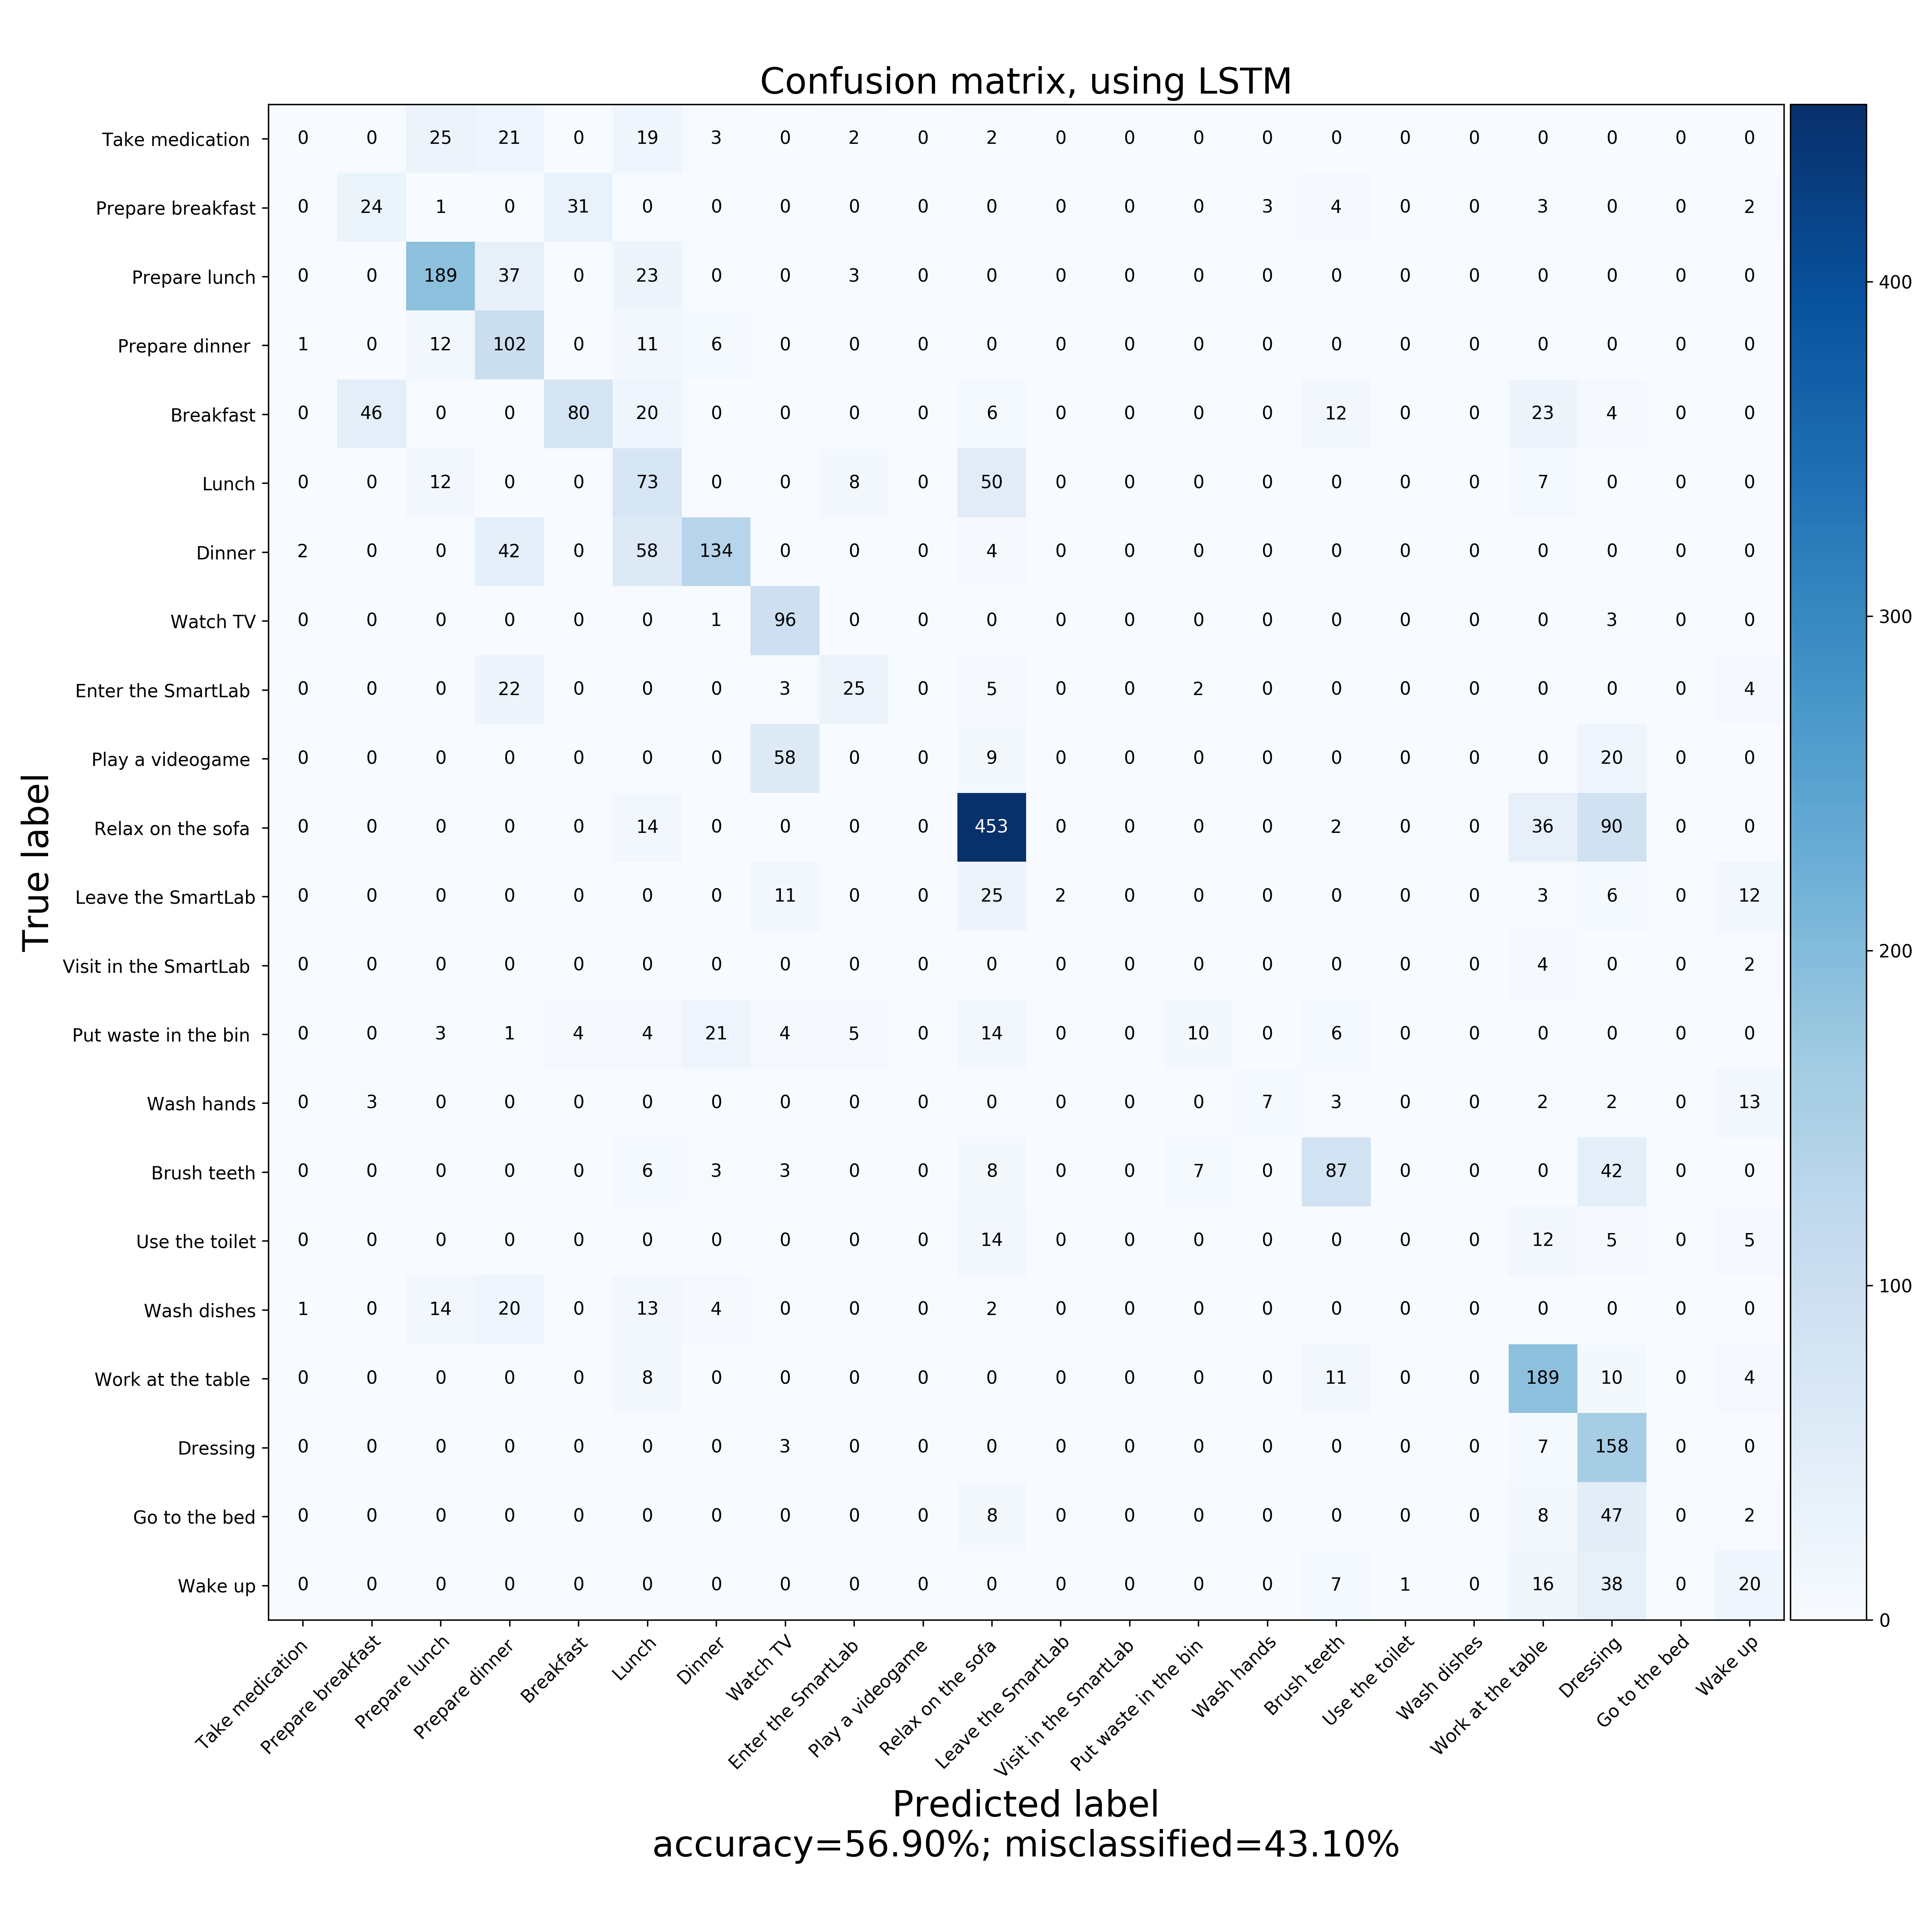 Confusion matrix, using LSTM
Take medication 0 0 25 21 0 19 3 0 2 0 2 0 0 0 0 0 0 0 0 0 0 0
Prepare breakfast 0 24 1 0 31 0 0 0 0 0 0 0 0 0 3 4 0 0 3 0 0 2
Prepare lunch 0 0 189 37 0 23 0 0 3 0 0 0 0 0 0 0 0 0 0 0 0 0
400
Prepare dinner 1 0 12 102 0 11 6 0 0 0 0 0 0 0 0 0 0 0 0 0 0 0
Breakfast 0 46 0 0 80 20 0 0 0 0 6 0 0 0 0 12 0 0 23 4 0 0
Lunch 0 0 12 0 0 73 0 0 8 0 50 0 0 0 0 0 0 0 7 0 0 0
Dinner 2 0 0 42 0 58 134 0 0 0 4 0 0 0 0 0 0 0 0 0 0 0
Watch TV 0 0 0 0 0 0 1 96 0 0 0 0 0 0 0 0 0 0 0 3 0 0
300
Enter the SmartLab 0 0 0 22 0 0 0 3 25 0 5 0 0 2 0 0 0 0 0 0 0 4
Play a videogame 0 0 0 0 0 0 0 58 0 0 9 0 0 0 0 0 0 0 0 20 0 0
Relax on the sofa 0 0 0 0 0 14 0 0 0 0 453 0 0 0 0 2 0 0 36 90 0 0
True label
Leave the SmartLab 0 0 0 0 0 0 0 11 0 0 25 2 0 0 0 0 0 0 3 6 0 12
Visit in the SmartLab 0 0 0 0 0 0 0 0 0 0 0 0 0 0 0 0 0 0 4 0 0 2
200
Put waste in the bin 0 0 3 1 4 4 21 4 5 0 14 0 0 10 0 6 0 0 0 0 0 0
Wash hands 0 3 0 0 0 0 0 0 0 0 0 0 0 0 7 3 0 0 2 2 0 13
Brush teeth 0 0 0 0 0 6 3 3 0 0 8 0 0 7 0 87 0 0 0 42 0 0
Use the toilet 0 0 0 0 0 0 0 0 0 0 14 0 0 0 0 0 0 0 12 5 0 5
100
Wash dishes 1 0 14 20 0 13 4 0 0 0 2 0 0 0 0 0 0 0 0 0 0 0
Work at the table 0 0 0 0 0 8 0 0 0 0 0 0 0 0 0 11 0 0 189 10 0 4
Dressing 0 0 0 0 0 0 0 3 0 0 0 0 0 0 0 0 0 0 7 158 0 0
Go to the bed 0 0 0 0 0 0 0 0 0 0 8 0 0 0 0 0 0 0 8 47 0 2
Wake up 0 0 0 0 0 0 0 0 0 0 0 0 0 0 0 7 1 0 16 38 0 20
0
Take medication
Prepare breakfast
Prepare lunch
Prepare dinner
Breakfast
Lunch
Dinner
Watch TV
Enter the SmartLab
Play a videogame
Relax on the sofa
Leave the SmartLab
Visit in the SmartLab
Put waste in the bin
Wash hands
Brush teeth
Use the toilet
Wash dishes
Work at the table
Dressing
Go to the bed
Wake up
Predicted label
accuracy=56.90%; misclassified=43.10%